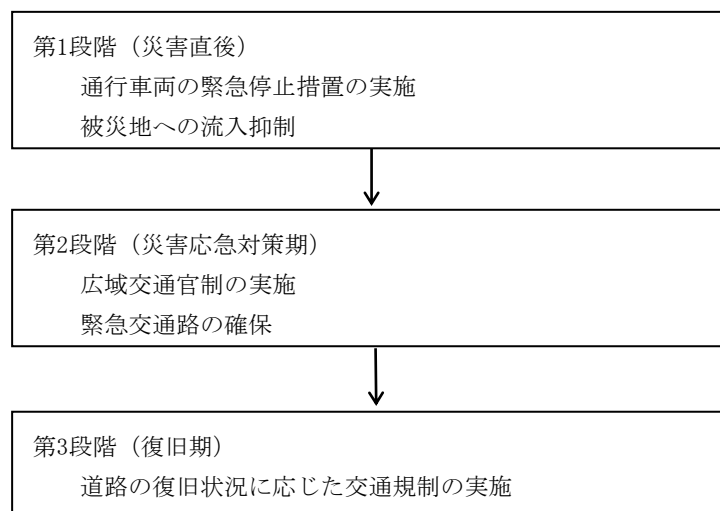 第1段階（災害直後）
通行車両の緊急停止措置の実施
被災地への流入抑制
第2段階（災害応急対策期）
広域交通官制の実施
緊急交通路の確保
第3段階（復旧期）
道路の復旧状況に応じた交通規制の実施